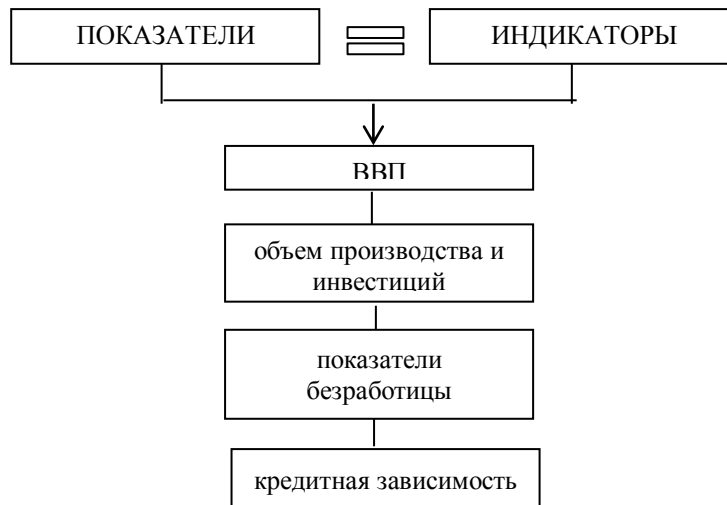 ПОКАЗАТЕЛИ
ИНДИКАТОРЫ
ВВП
объем производства и
инвестиций
показатели
безработицы
кредитная зависимость